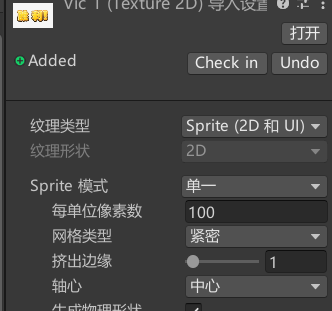 胜利!
Vic 1 (Texture 2D) 导入设置
打开
Added
Check in
Undo
纹理类型 Sprite (2D 和 UI)
纹理形状 2D
Sprite 模式 单一
每单位像素数 100
网格类型 紧密
挤出边缘 1
轴心 中心
生成物理形状